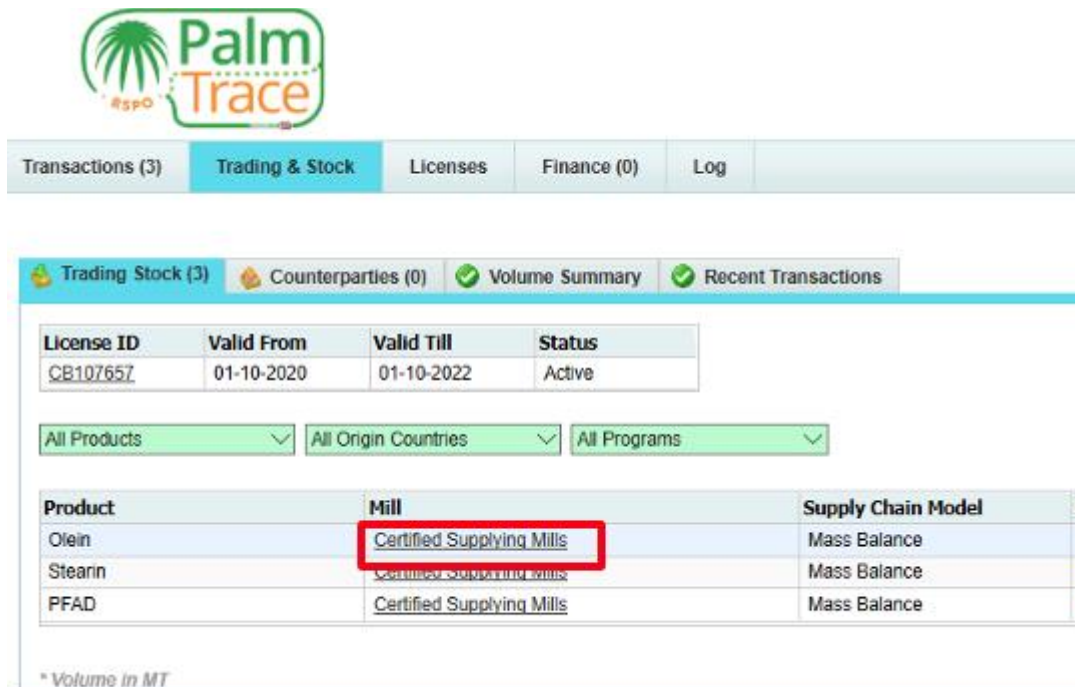 Palm
Trace
RSPO
Transactions (3) Trading & Stock Licenses Finance (0) Log
Trading Stock (3) Counterparties (0) Volume Summary Recent Transactions
License ID Valid From Valid Till Status
CB107657 01-10-2020 01-10-2022 Active
All Products All Origin Countries All Programs
Product Mill Supply Chain Model
Olein Certified Supplying Mills Mass Balance
Stearin Certified Supplying Mills Mass Balance
PFAD Certified Supplying Mills Mass Balance
* Volume in MT